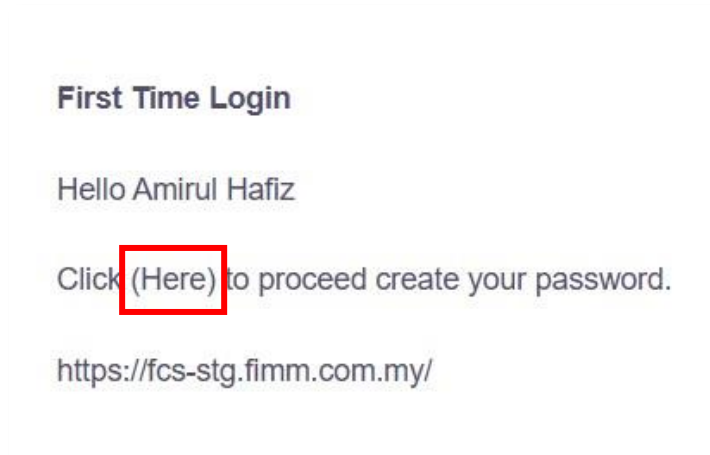 First Time Login
Hello Amirul Hafiz
Click (Here) to proceed create your password.
https://fcs-stg.fimm.com.my/